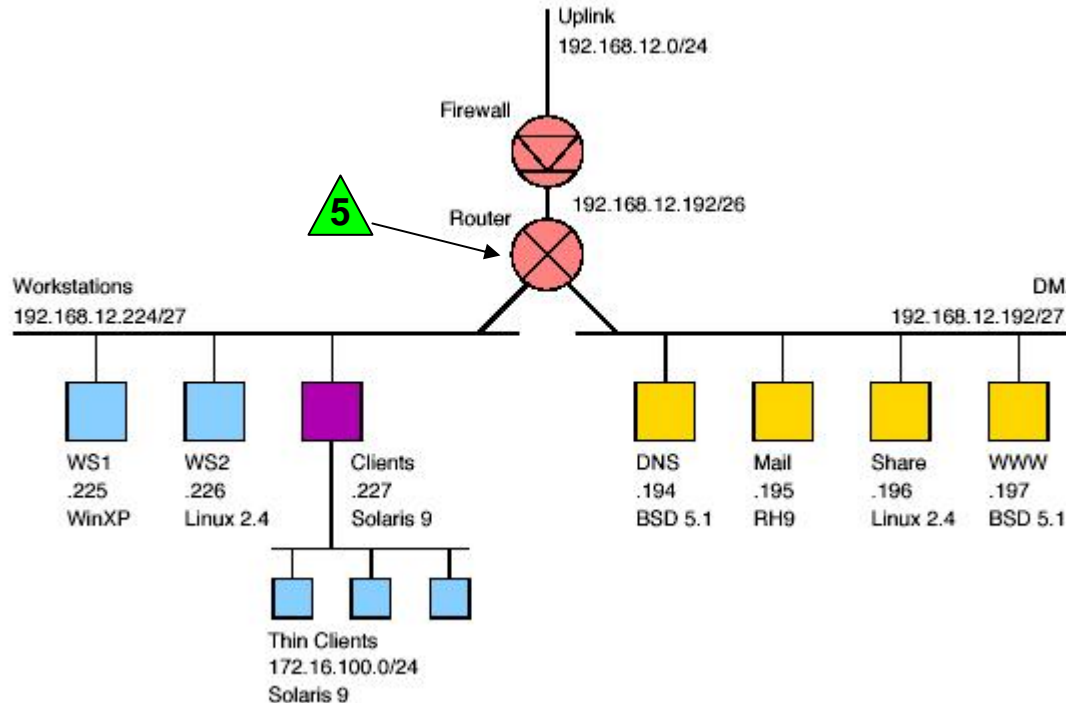 Uplink
192.168.12.0/24
Firewall
192.168.12.192/26
5
Router
Workstations
192.168.12.224/27
DM
192.168.12.192/27
WS1
.225
WinXP
WS2
.226
Linux 2.4
Clients
.227
Solaris 9
DNS
.194
BSD 5.1
Mail
.195
RH9
Share
.196
Linux 2.4
WWW
.197
BSD 5.1
Thin Clients
172.16.100.0/24
Solaris 9